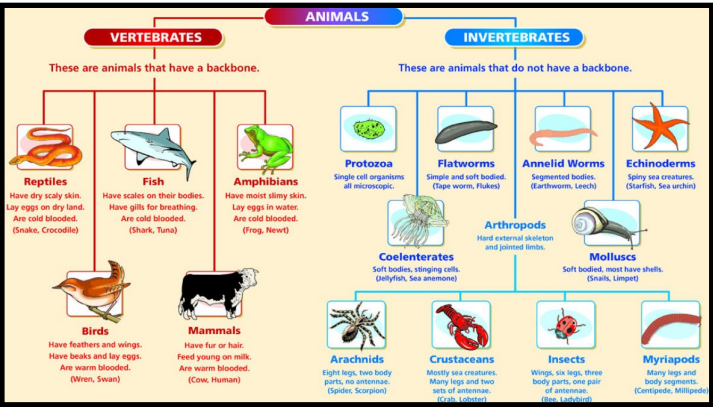 ANIMALS
VERTEBRATES
These are animals that have a backbone.
Reptiles
Have dry scaly skin.
Lay eggs on dry land.
Are cold blooded.
(Snake, Crocodile)
Fish
Have scales on their bodies.
Have gills for breathing.
Are cold blooded.
(Shark, Tuna)
Amphibians
Have moist slimy skin.
Lay eggs in water.
Are cold blooded.
(Frog, Newt)
Birds
Have feathers and wings.
Have beaks and lay eggs.
Are warm blooded.
(Wren, Swan)
Mammals
Have fur or hair.
Feed young on milk.
Are warm blooded.
(Cow, Human)
INVERTEBRATES
These are animals that do not have a backbone.
Protozoa
Single cell organisms
all microscopic.
Flatworms
Simple and soft bodied.
(Tape worm, Flukes)
Annelid Worms
Segmented bodies.
(Earthworm, Leech)
Echinoderms
Spiny sea creatures.
(Starfish, Sea urchin)
Coelenterates
Soft bodies, stinging cells.
(Jellyfish, Sea anemone)
Arthropods
Hard external skeleton
and jointed limbs.
Molluscs
Soft bodied, most have shells.
(Snails, Limpet)
Arachnids
Eight legs, two body
parts, no antennae.
(Spider, Scorpion)
Crustaceans
Mostly sea creatures.
Many legs and two
sets of antennae.
(Crab, Lobster)
Insects
Wings, six legs, three
body parts, one pair
of antennae.
(Bee, Ladybird)
Myriapods
Many legs and
body segments.
(Centipede, Millipede)